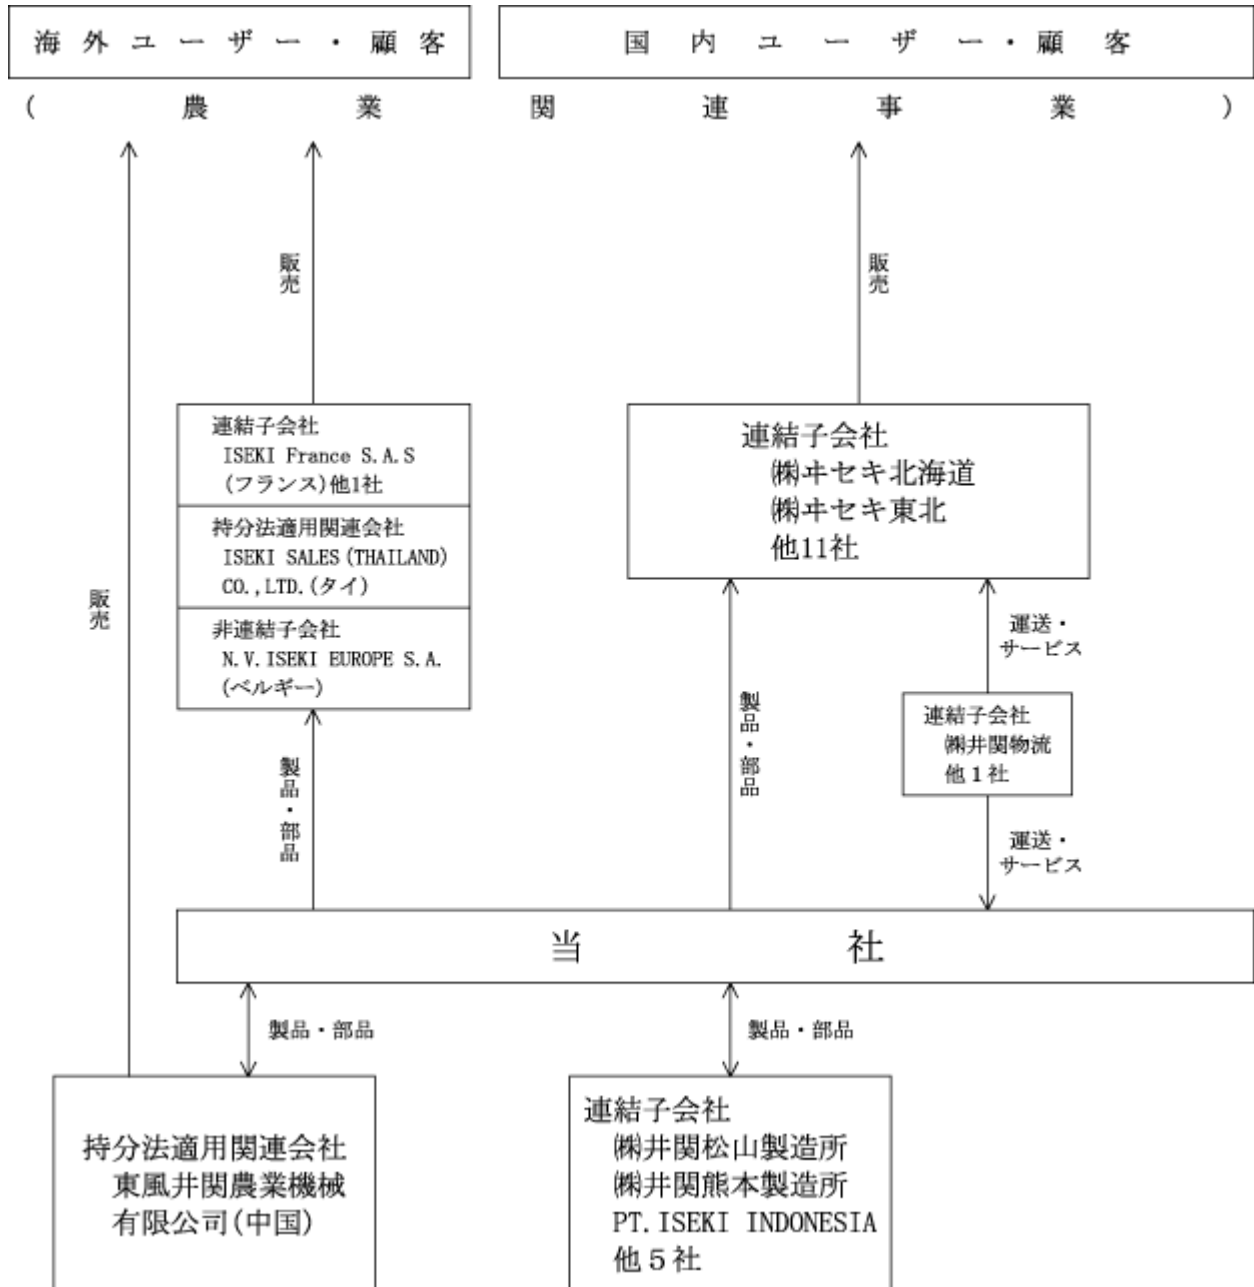 海外ユーザー・顧客
国内ユーザー・顧客
(農業関連事業)
販売
販売
販売
連結子会社
ISEKI France S.A.S
(フランス)他1社
持分法適用関連会社
ISEKI SALES(THAILAND)
CO.,LTD.(タイ)
非連結子会社
N.V.ISEKI EUROPE S.A.
(ベルギー)
連結子会社
㈱ヰセキ北海道
㈱ヰセキ東北
他11社
運送・
サービス
製品・部品
製品・部品
連結子会社
㈱井関物流
他1社
運送・
サービス
当社
製品・部品
製品・部品
持分法適用関連会社
東風井関農業機械
有限公司(中国)
連結子会社
㈱井関松山製造所
㈱井関熊本製造所
PT.ISEKI INDONESIA
他5社